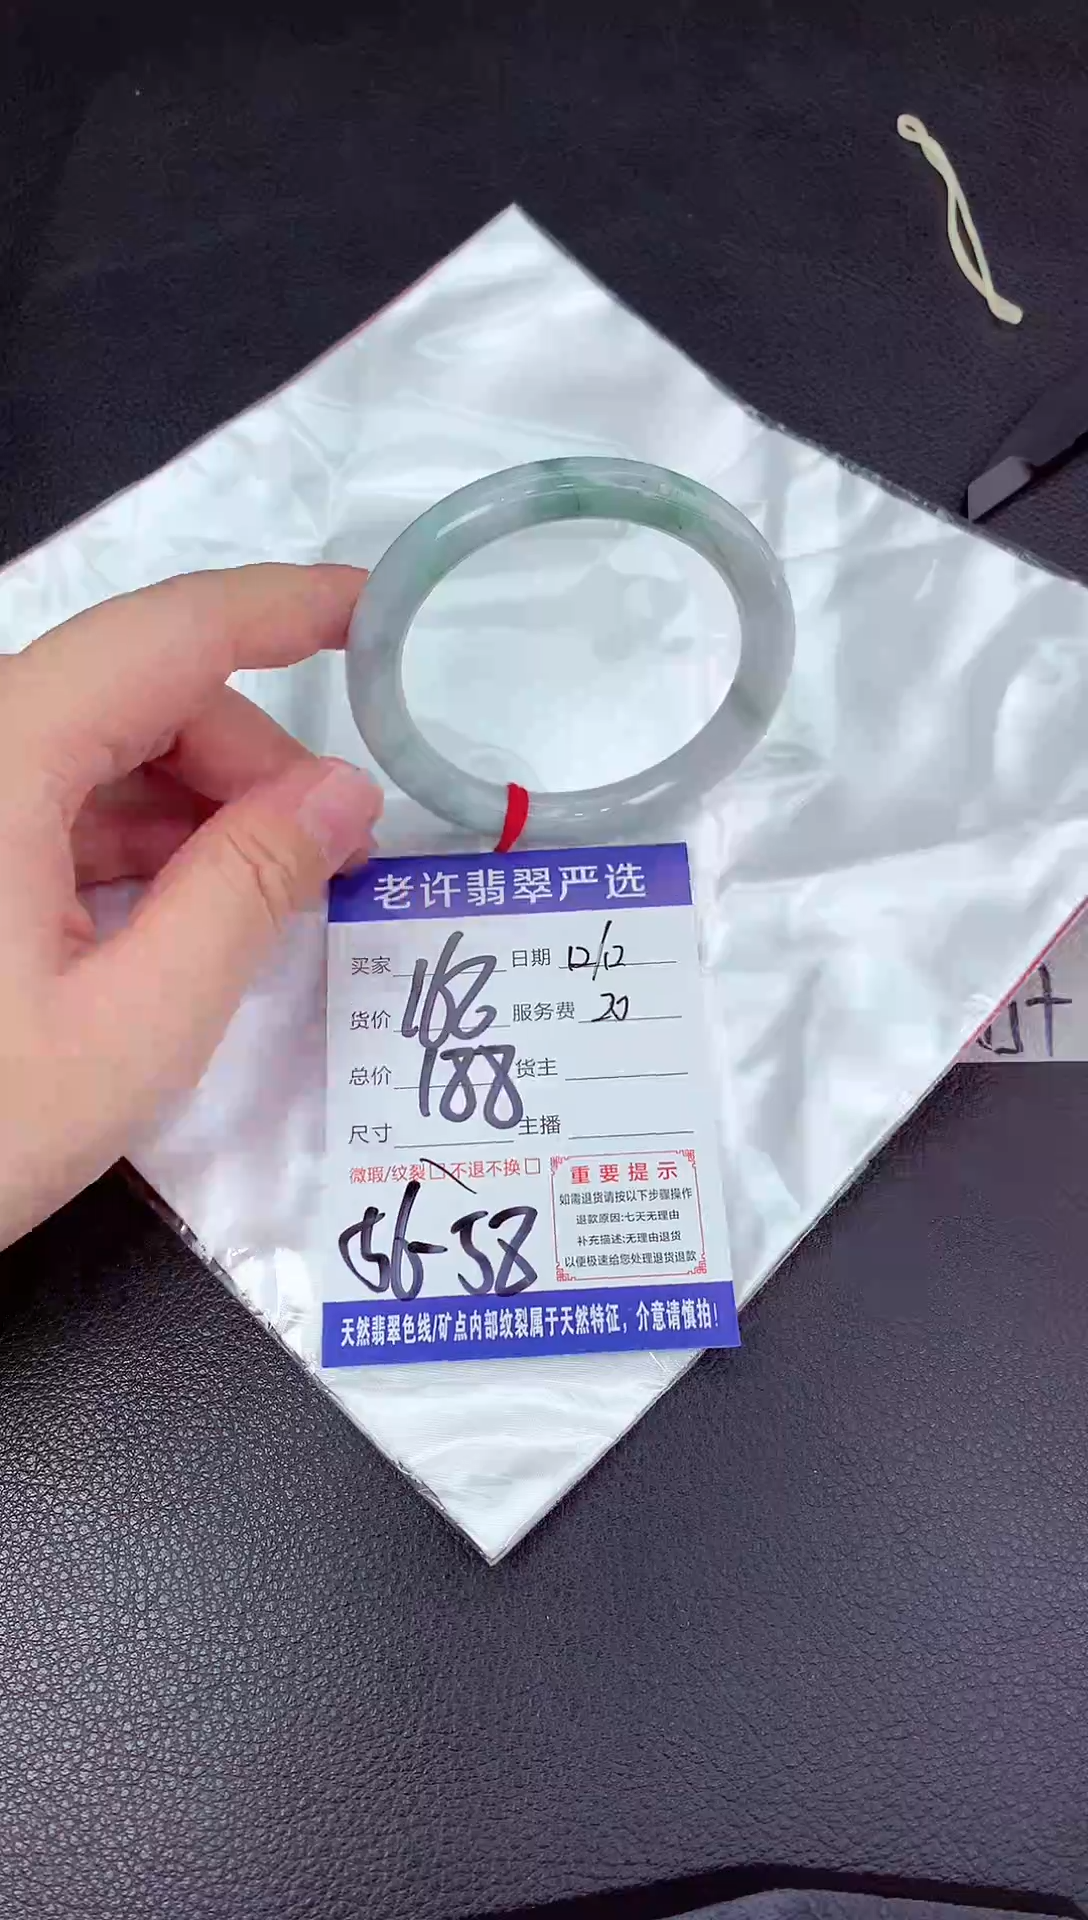 老许翡翠严选
买家 日期 12/12
货价 168 服务费 20
总价 188 货主
尺寸 主播
微瑕/纹裂 不退不换
56-58
重要提示
如需退货请按以下步骤操作
退款原因:七天无理由
补充描述:无理由退货
以便极速给您处理退货退款
天然翡翠色线/矿点内部纹裂属于天然特征，介意请慎拍！